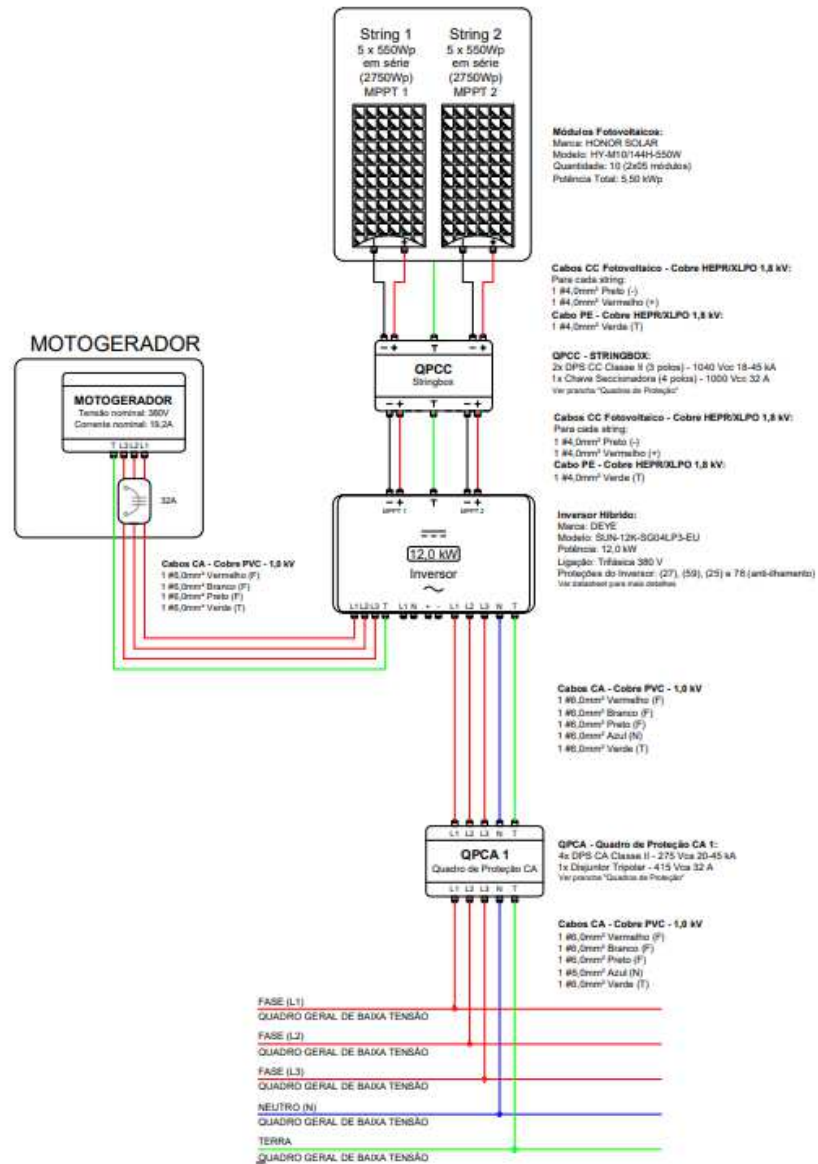 String 1
5 x 550Wp
em série
(2750Wp)
MPPT 1
String 2
5 x 550Wp
em série
(2750Wp)
MPPT 2
Módulos Fotovoltaicos:
Marca: HONOR SOLAR
Modelo: HY-M10/144H-550W
Quantidade: 10 (2x05 módulos)
Potência Total: 5,50 kWp
Cabos CC Fotovoltaico - Cobre HEPR/XLPO 1,8 kV:
Para cada string:
1 #4,0mm² Preto (-)
1 #4,0mm² Vermelho (+)
Cabo PE - Cobre HEPR/XLPO 1,8 kV:
1 #4,0mm² Verde (T)
- + T - +
QPCC
Stringbox
- + T - +
QPCC - STRINGBOX:
2x DPS CC Classe II (3 polos) - 1040 Vcc 18-45 kA
1x Chave Seccionadora (4 polos) - 1000 Vcc 32 A
Ver prancha "Quadros de Proteção"
Cabos CC Fotovoltaico - Cobre HEPR/XLPO 1,8 kV:
Para cada string:
1 #4,0mm² Preto (-)
1 #4,0mm² Vermelho (+)
Cabo PE - Cobre HEPR/XLPO 1,8 kV:
1 #4,0mm² Verde (T)
MOTOGERADOR
MOTOGERADOR
Tensão nominal: 380V
Corrente nominal: 19,2A
T L3 L2 L1
32A
Cabos CA - Cobre PVC - 1,0 kV
1 #6,0mm² Vermelho (F)
1 #6,0mm² Branco (F)
1 #6,0mm² Preto (F)
1 #6,0mm² Verde (T)
- + T - +
MPPT 1 MPPT 2
12,0 kW
Inversor
L1 L2 L3 T L1 N + - L1 L2 L3 N T
Inversor Híbrido:
Marca: DEYE
Modelo: SUN-12K-SG04LP3-EU
Potência: 12,0 kW
Ligação: Trifásica 380 V
Proteções do Inversor: (27), (59), (25) e 78 (anti-ilhamento)
Ver datasheet para mais detalhes
Cabos CA - Cobre PVC - 1,0 kV
1 #6,0mm² Vermelho (F)
1 #6,0mm² Branco (F)
1 #6,0mm² Preto (F)
1 #6,0mm² Azul (N)
1 #6,0mm² Verde (T)
L1 L2 L3 N T
QPCA 1
Quadro de Proteção CA
L1 L2 L3 N T
QPCA - Quadro de Proteção CA 1:
4x DPS CA Classe II - 275 Vca 20-45 kA
1x Disjuntor Tripolar - 415 Vca 32 A
Ver prancha "Quadros de Proteção"
Cabos CA - Cobre PVC - 1,0 kV
1 #6,0mm² Vermelho (F)
1 #6,0mm² Branco (F)
1 #6,0mm² Preto (F)
1 #6,0mm² Azul (N)
1 #6,0mm² Verde (T)
FASE (L1)
QUADRO GERAL DE BAIXA TENSÃO
FASE (L2)
QUADRO GERAL DE BAIXA TENSÃO
FASE (L3)
QUADRO GERAL DE BAIXA TENSÃO
NEUTRO (N)
QUADRO GERAL DE BAIXA TENSÃO
TERRA
QUADRO GERAL DE BAIXA TENSÃO